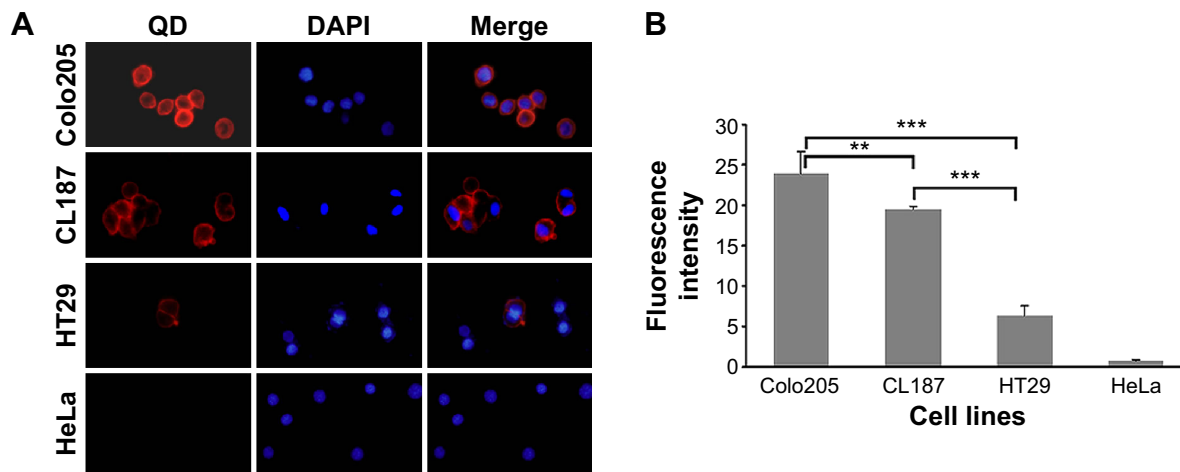 A
QD DAPI Merge
Colo205
CL187
HT29
HeLa
B
Fluorescence
intensity
30
25
20
15
10
5
0
***
**
***
Colo205 CL187 HT29 HeLa
Cell lines